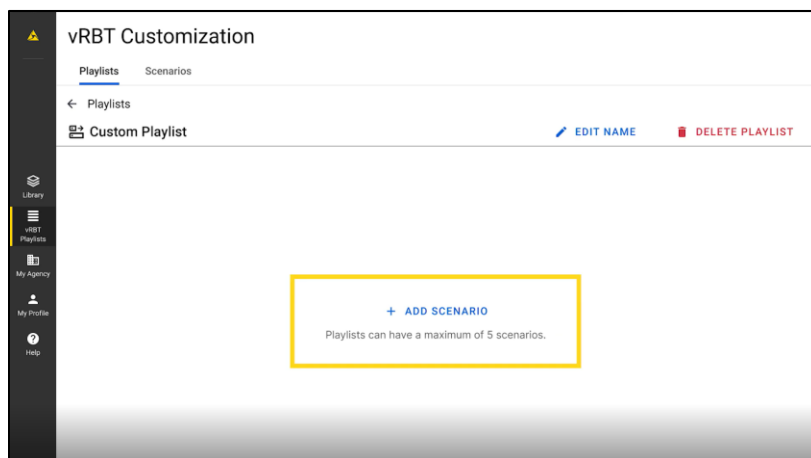 vRBT Customization
Playlists
Scenarios
← Playlists
Custom Playlist
EDIT NAME
DELETE PLAYLIST
Library
vRBT
Playlists
My Agency
My Profile
Help
+ ADD SCENARIO
Playlists can have a maximum of 5 scenarios.